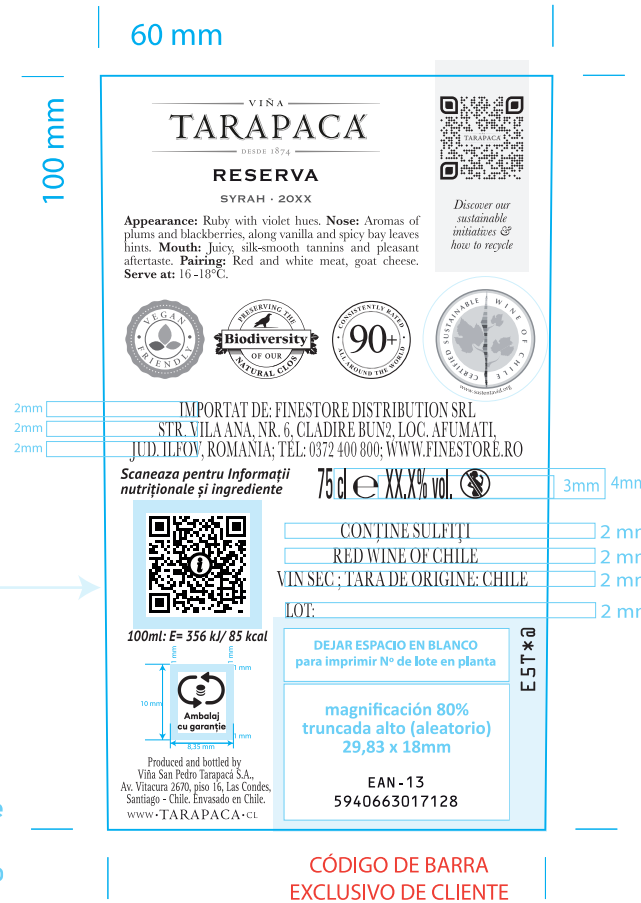 60 mm
100 mm
VIÑA
TARAPACÁ
DESDE 1874
RESERVA
SYRAH · 20XX
Appearance: Ruby with violet hues. Nose: Aromas of
plums and blackberries, along vanilla and spicy bay leaves
hints. Mouth: Juicy, silk-smooth tannins and pleasant
aftertaste. Pairing: Red and white meat, goat cheese.
Serve at: 16 -18°C.
TARAPACÁ
Discover our
sustainable
initiatives &
how to recycle
VEGAN
FRIENDLY
PRESERVING THE
Biodiversity
OF OUR
NATURAL CLOS
CONSISTENTLY RATED
90+
ALL AROUND THE WORLD
CERTIFIED SUSTAINABLE
WINE OF CHILE
www.sustentavid.org
2mm
2mm
2mm
IMPORTAT DE: FINESTORE DISTRIBUTION SRL
STR. VILA ANA, NR. 6, CLADIRE BUN2, LOC. AFUMATI,
JUD. ILFOV, ROMANIA; TEL: 0372 400 800; WWW.FINESTORE.RO
Scaneaza pentru Informații
nutriționale și ingrediente
75 cl e XX.X% vol.
3mm
4mm
CONȚINE SULFIȚI
2 mr
RED WINE OF CHILE
2 mr
VIN SEC ; TARA DE ORIGINE: CHILE
2 mr
LOT:
2 mr
100ml: E= 356 kJ/ 85 kcal
DEJAR ESPACIO EN BLANCO
para imprimir Nº de lote en planta
EST*a
1 mm
1 mm
1 mm
10 mm
Ambalaj
cu garanție
1 mm
8,35 mm
magnificación 80%
truncada alto (aleatorio)
29,83 x 18mm
EAN-13
5940663017128
Produced and bottled by
Viña San Pedro Tarapacá S.A.,
Av. Vitacura 2670, piso 16, Las Condes,
Santiago - Chile. Envasado en Chile.
WWW·TARAPACA·CL
CÓDIGO DE BARRA
EXCLUSIVO DE CLIENTE